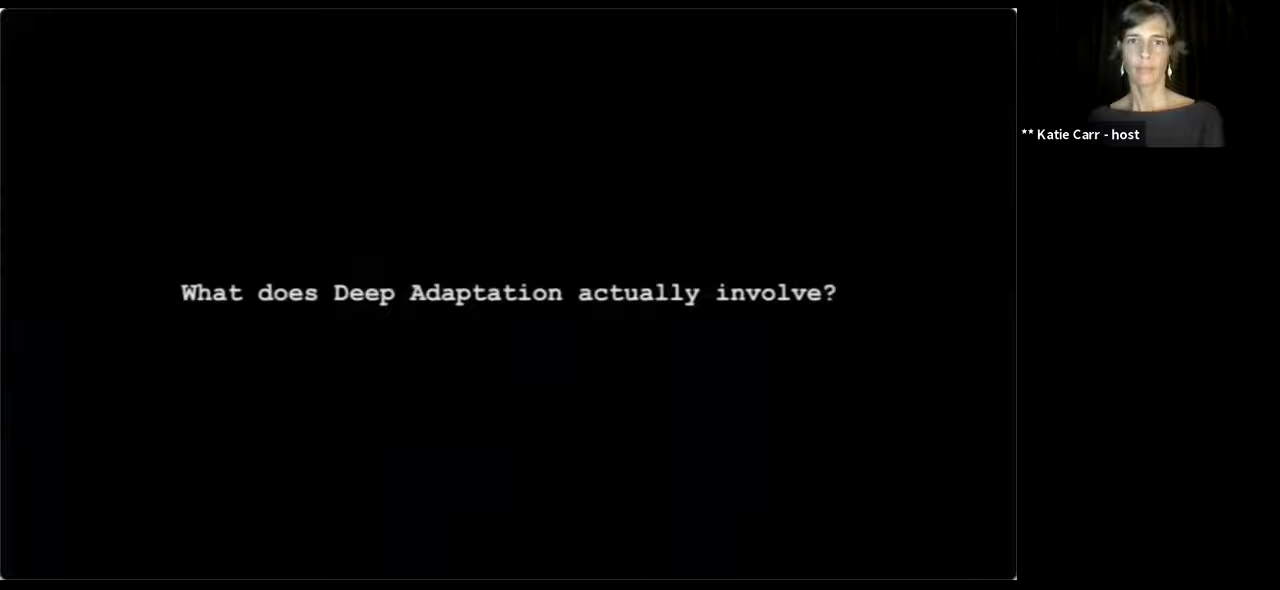 What does Deep Adaptation actually involve?
** Katie Carr - host